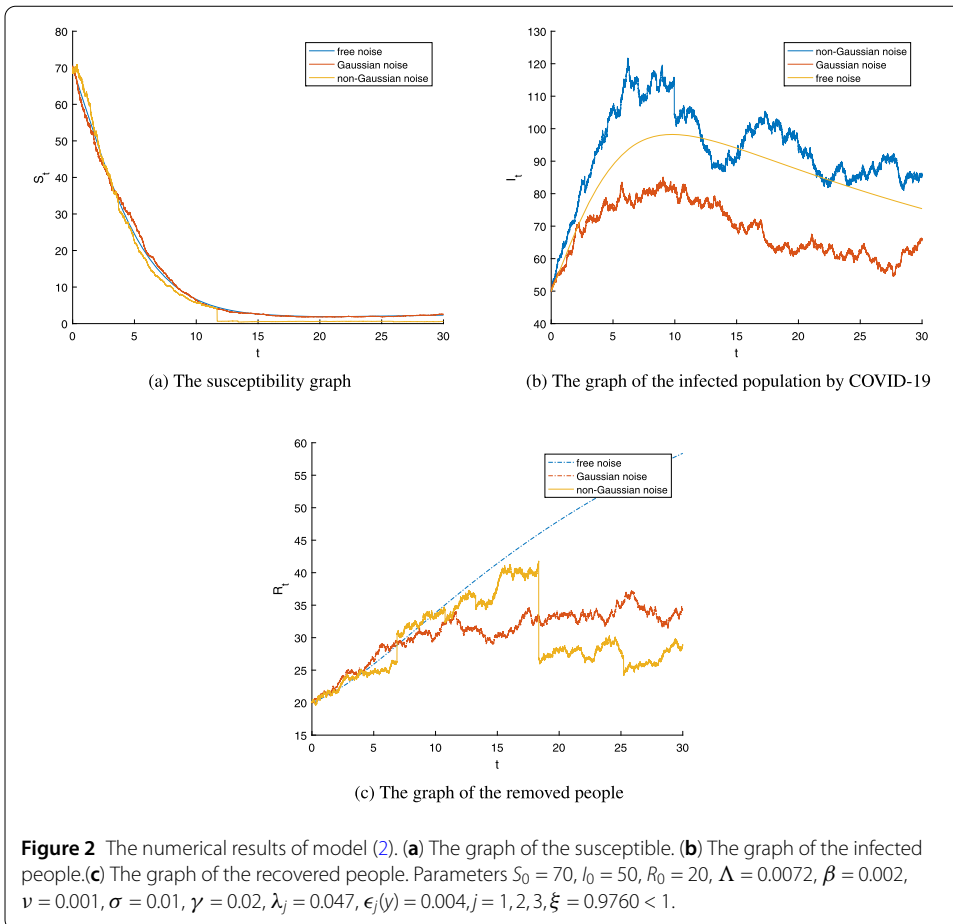 80
70
60
50
40
30
20
10
0
S_t
0 5 10 15 20 25 30
t
free noise
Gaussian noise
non-Gaussian noise
(a) The susceptibility graph
130
120
110
100
90
80
70
60
50
40
I_t
0 5 10 15 20 25 30
t
non-Gaussian noise
Gaussian noise
free noise
(b) The graph of the infected population by COVID-19
60
55
50
45
40
35
30
25
20
15
R_t
0 5 10 15 20 25 30
t
free noise
Gaussian noise
non-Gaussian noise
(c) The graph of the removed people
Figure 2 The numerical results of model (2). (a) The graph of the susceptible. (b) The graph of the infected
people.(c) The graph of the recovered people. Parameters S₀ = 70, I₀ = 50, R₀ = 20, Λ = 0.0072, β = 0.002,
ν = 0.001, σ = 0.01, γ = 0.02, λⱼ = 0.047, ϵⱼ(y) = 0.004, j = 1, 2, 3, ξ = 0.9760 < 1.